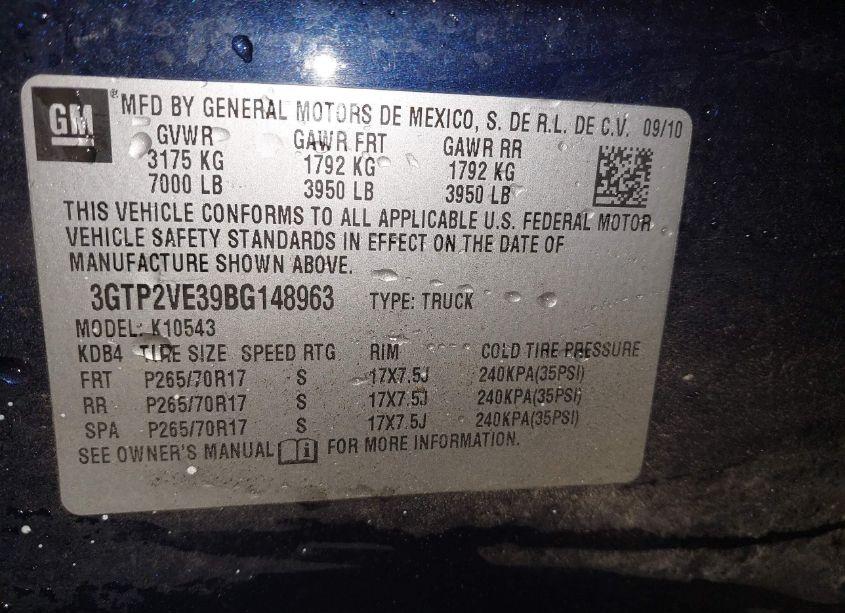 GM ® MFD BY GENERAL MOTORS DE MEXICO, S. DE R.L. DE C.V. 09/10
GVWR GAWR FRT GAWR RR
3175 KG 1792 KG 1792 KG
7000 LB 3950 LB 3950 LB
THIS VEHICLE CONFORMS TO ALL APPLICABLE U.S. FEDERAL MOTOR
VEHICLE SAFETY STANDARDS IN EFFECT ON THE DATE OF
MANUFACTURE SHOWN ABOVE.
3GTP2VE39BG148963 TYPE: TRUCK
MODEL: K10543
KDB4 TIRE SIZE SPEED RTG RIM COLD TIRE PRESSURE
FRT P265/70R17 S 17X7.5J 240KPA(35PSI)
RR P265/70R17 S 17X7.5J 240KPA(35PSI)
SPA P265/70R17 S 17X7.5J 240KPA(35PSI)
SEE OWNER'S MANUAL i FOR MORE INFORMATION.